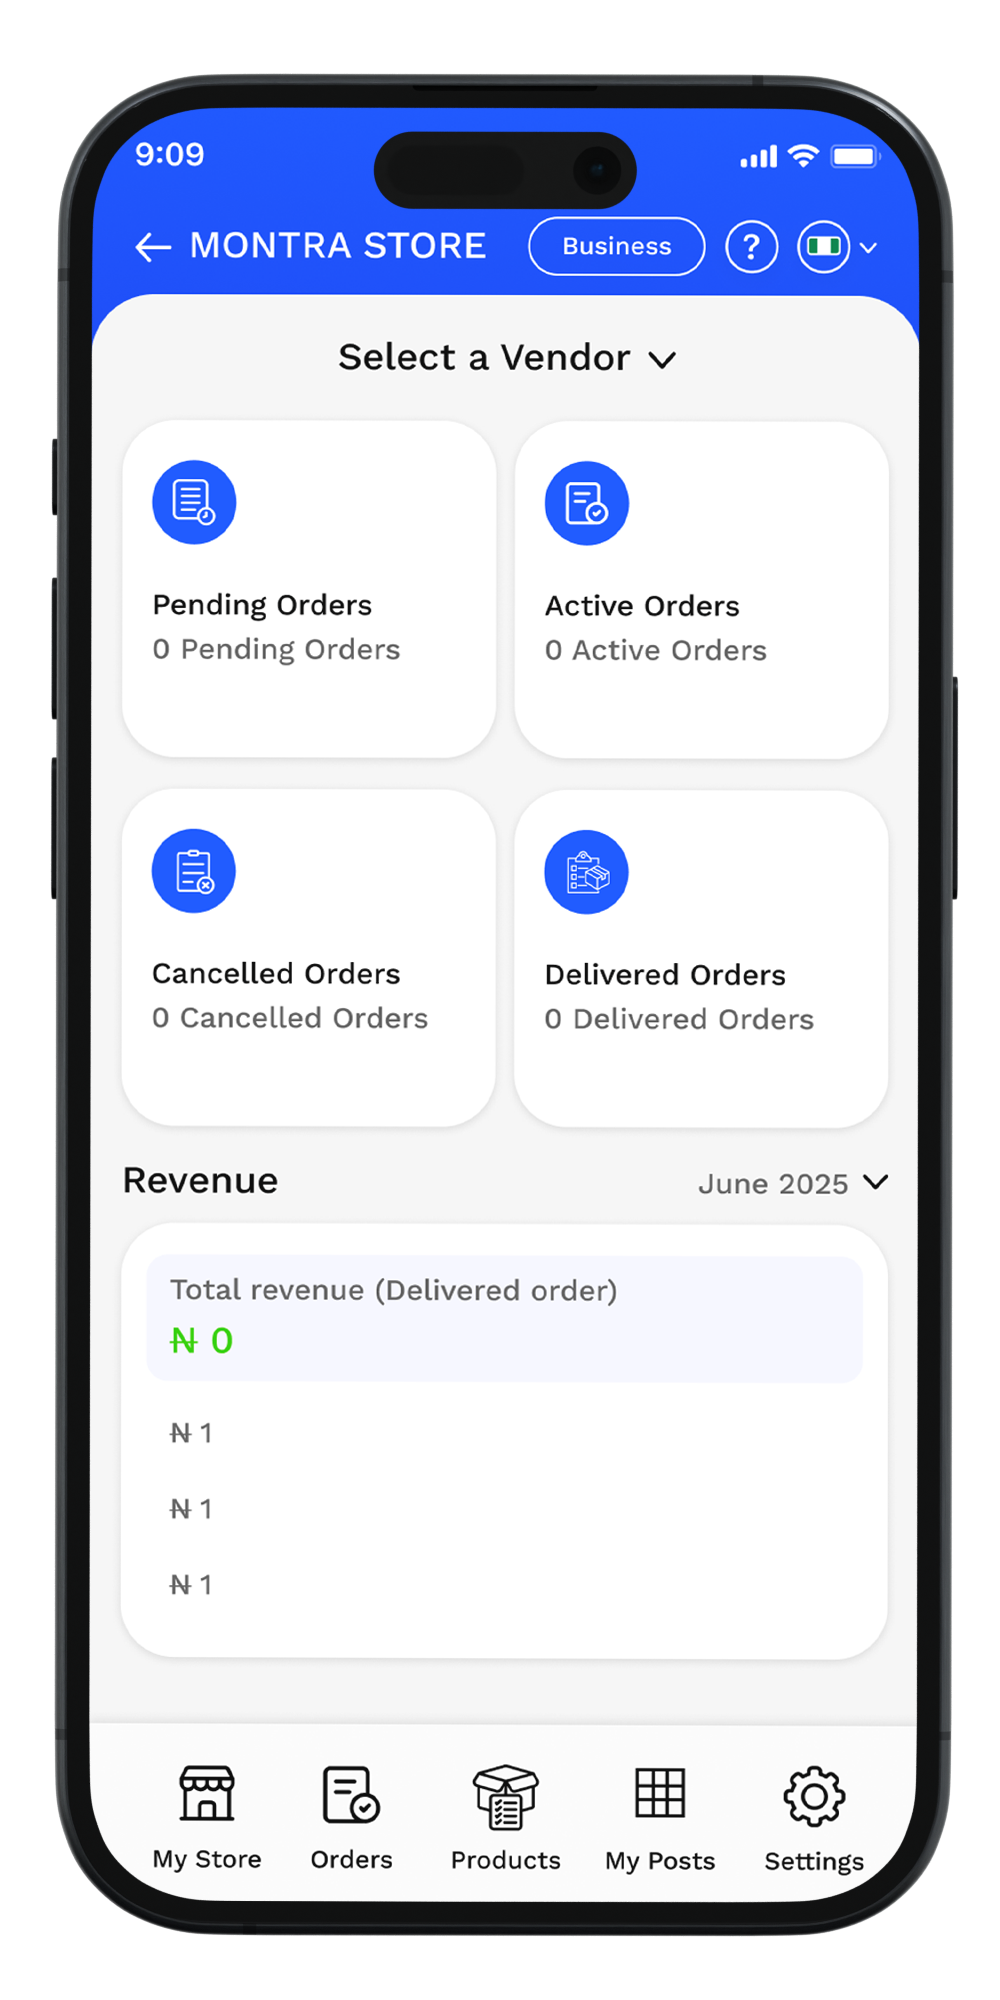 9:09
MONTRA STORE Business ?
Select a Vendor
Pending Orders
0 Pending Orders
Active Orders
0 Active Orders
Cancelled Orders
0 Cancelled Orders
Delivered Orders
0 Delivered Orders
Revenue June 2025
Total revenue (Delivered order)
₦ 0
₦ 1
₦ 1
₦ 1
My Store Orders Products My Posts Settings